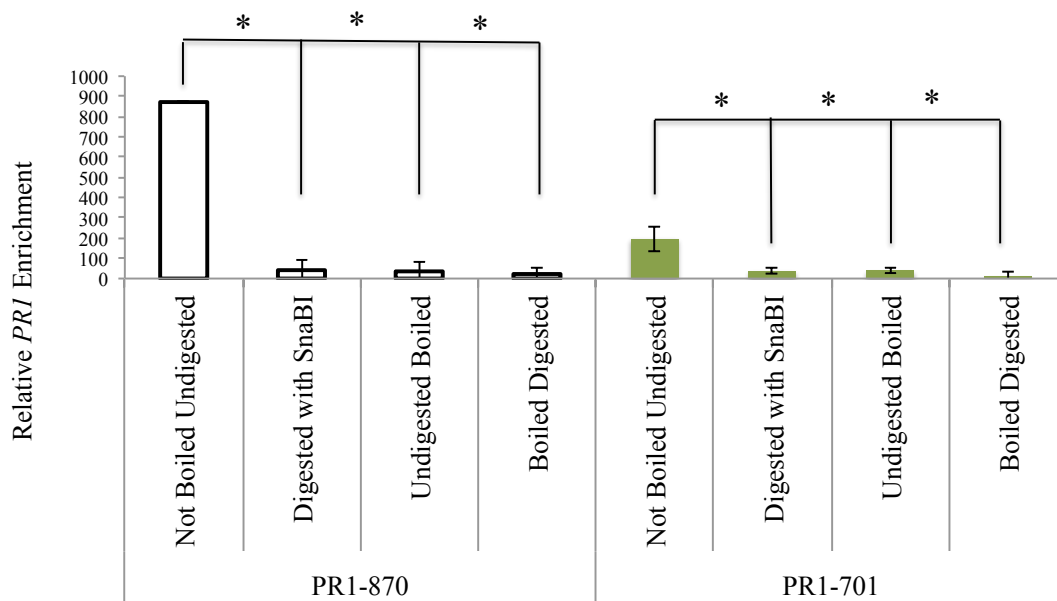 * * *
* * *
1000
900
800
700
600
500
400
300
200
100
0
Relative PR1 Enrichment
Not Boiled Undigested
Digested with SnaBI
Undigested Boiled
Boiled Digested
Not Boiled Undigested
Digested with SnaBI
Undigested Boiled
Boiled Digested
PR1-870
PR1-701